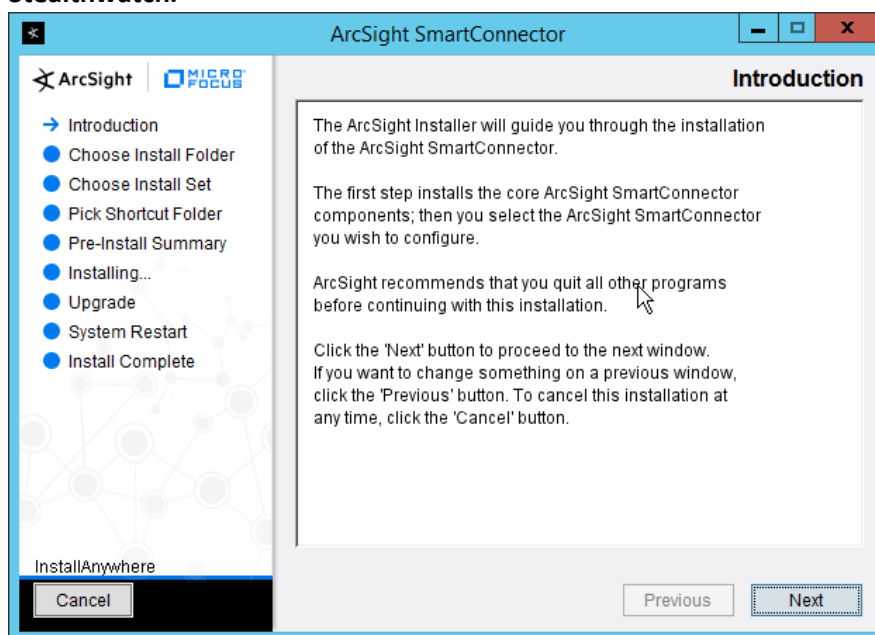 ArcSight SmartConnector
ArcSight MICRO FOCUS
Introduction
Introduction
Choose Install Folder
Choose Install Set
Pick Shortcut Folder
Pre-Install Summary
Installing...
Upgrade
System Restart
Install Complete
The ArcSight Installer will guide you through the installation
of the ArcSight SmartConnector.
The first step installs the core ArcSight SmartConnector
components; then you select the ArcSight SmartConnector
you wish to configure.
ArcSight recommends that you quit all other programs
before continuing with this installation.
Click the 'Next' button to proceed to the next window.
If you want to change something on a previous window,
click the 'Previous' button. To cancel this installation at
any time, click the 'Cancel' button.
InstallAnywhere
Cancel
Previous
Next